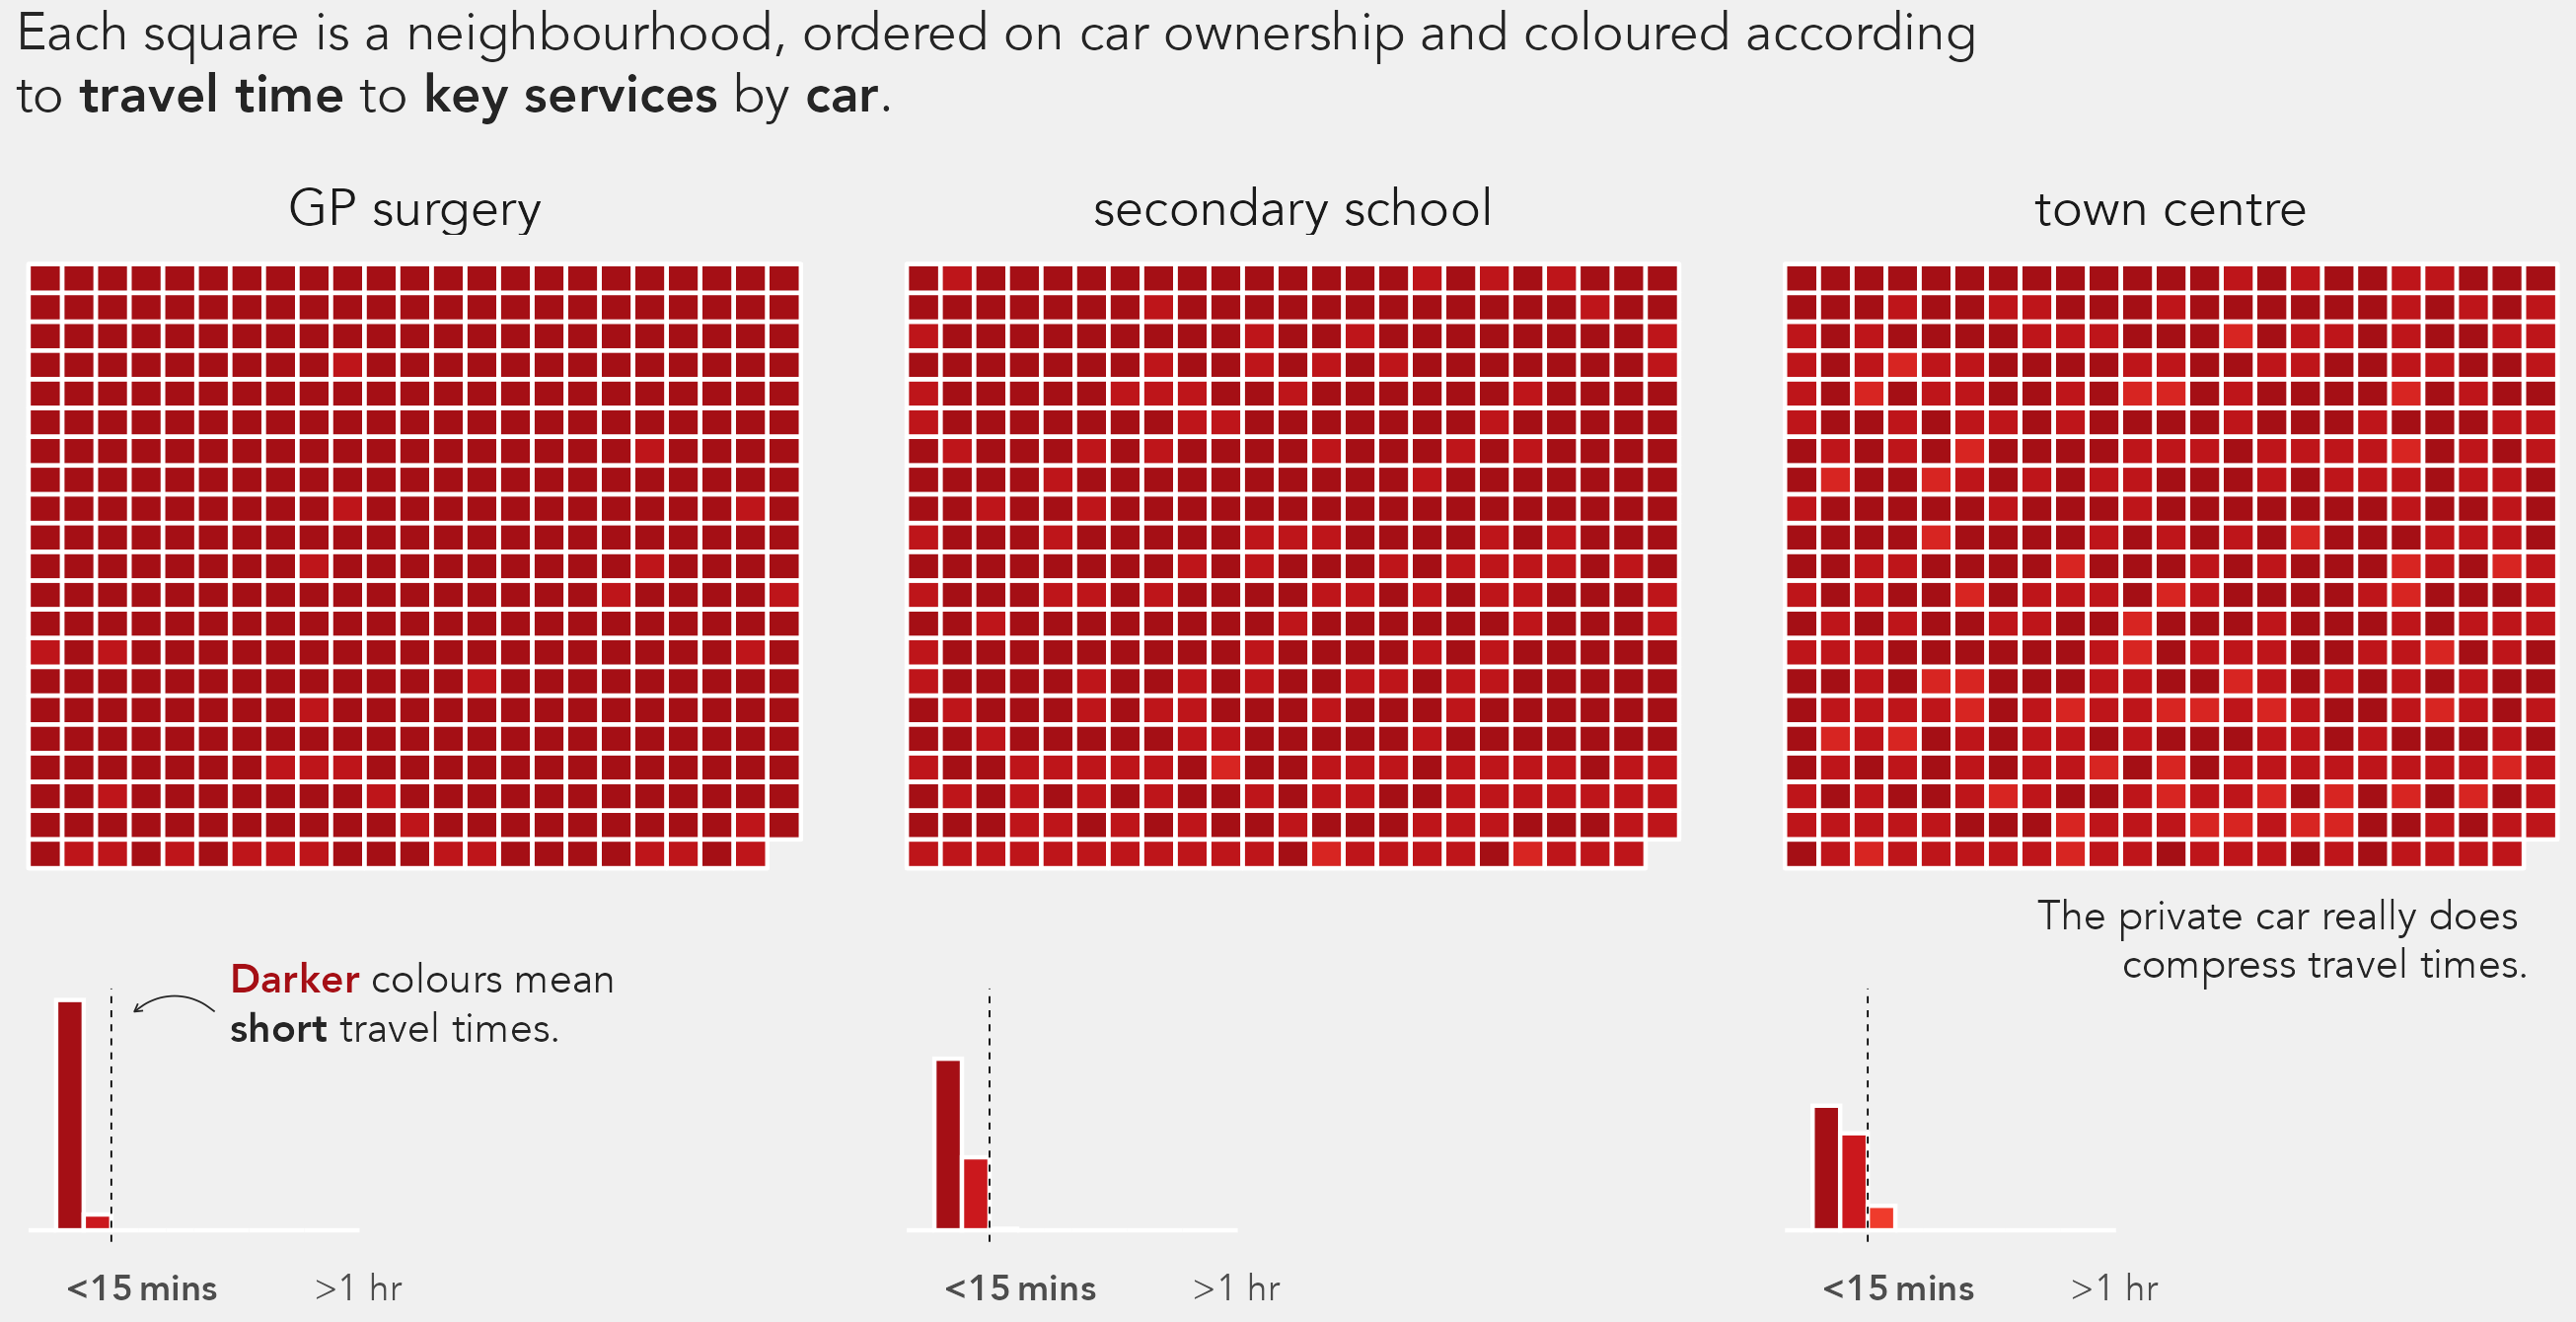 Each square is a neighbourhood, ordered on car ownership and coloured according
to travel time to key services by car.
GP surgery
secondary school
town centre
The private car really does
compress travel times.
Darker colours mean
short travel times.
<15 mins
>1 hr
<15 mins
>1 hr
<15 mins
>1 hr